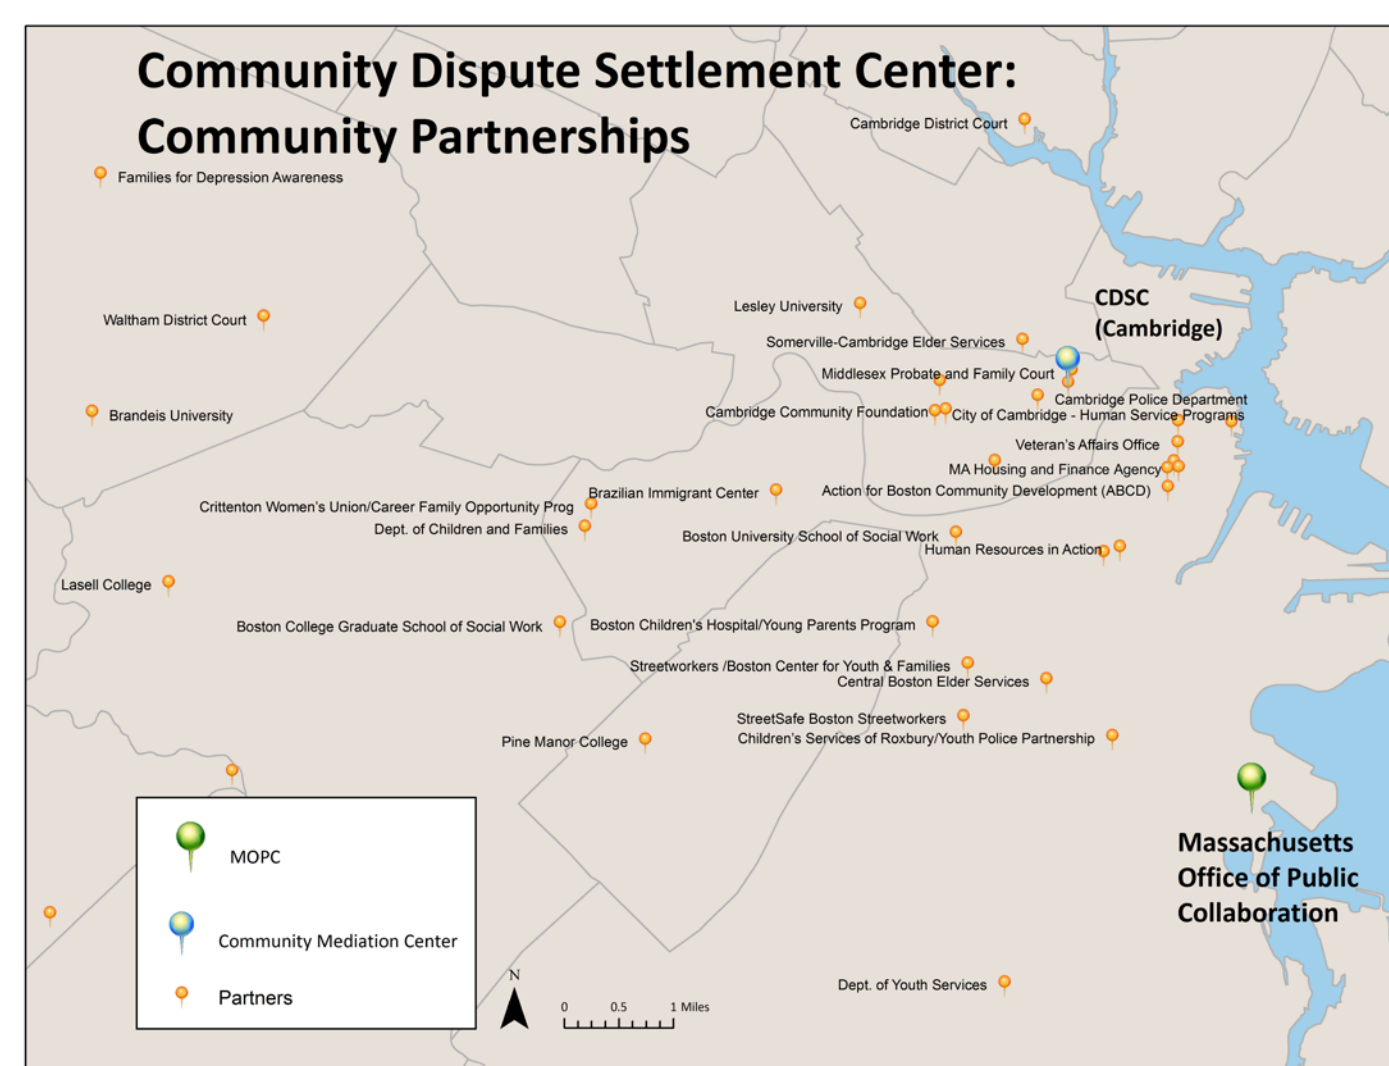 Community Dispute Settlement Center:
Community Partnerships
Cambridge District Court
Families for Depression Awareness
CDSC
(Cambridge)
Lesley University
Waltham District Court
Somerville-Cambridge Elder Services
Middlesex Probate and Family Court
Cambridge Police Department
Cambridge Community Foundation
City of Cambridge - Human Service Programs
Brandeis University
Veteran's Affairs Office
MA Housing and Finance Agency
Action for Boston Community Development (ABCD)
Brazilian Immigrant Center
Crittenton Women's Union/Career Family Opportunity Prog
Dept. of Children and Families
Boston University School of Social Work
Human Resources in Action
Lasell College
Boston College Graduate School of Social Work
Boston Children's Hospital/Young Parents Program
Streetworkers /Boston Center for Youth & Families
Central Boston Elder Services
StreetSafe Boston Streetworkers
Children's Services of Roxbury/Youth Police Partnership
Pine Manor College
Massachusetts
Office of Public
Collaboration
MOPC
Community Mediation Center
Partners
N
0 0.5 1 Miles
Dept. of Youth Services